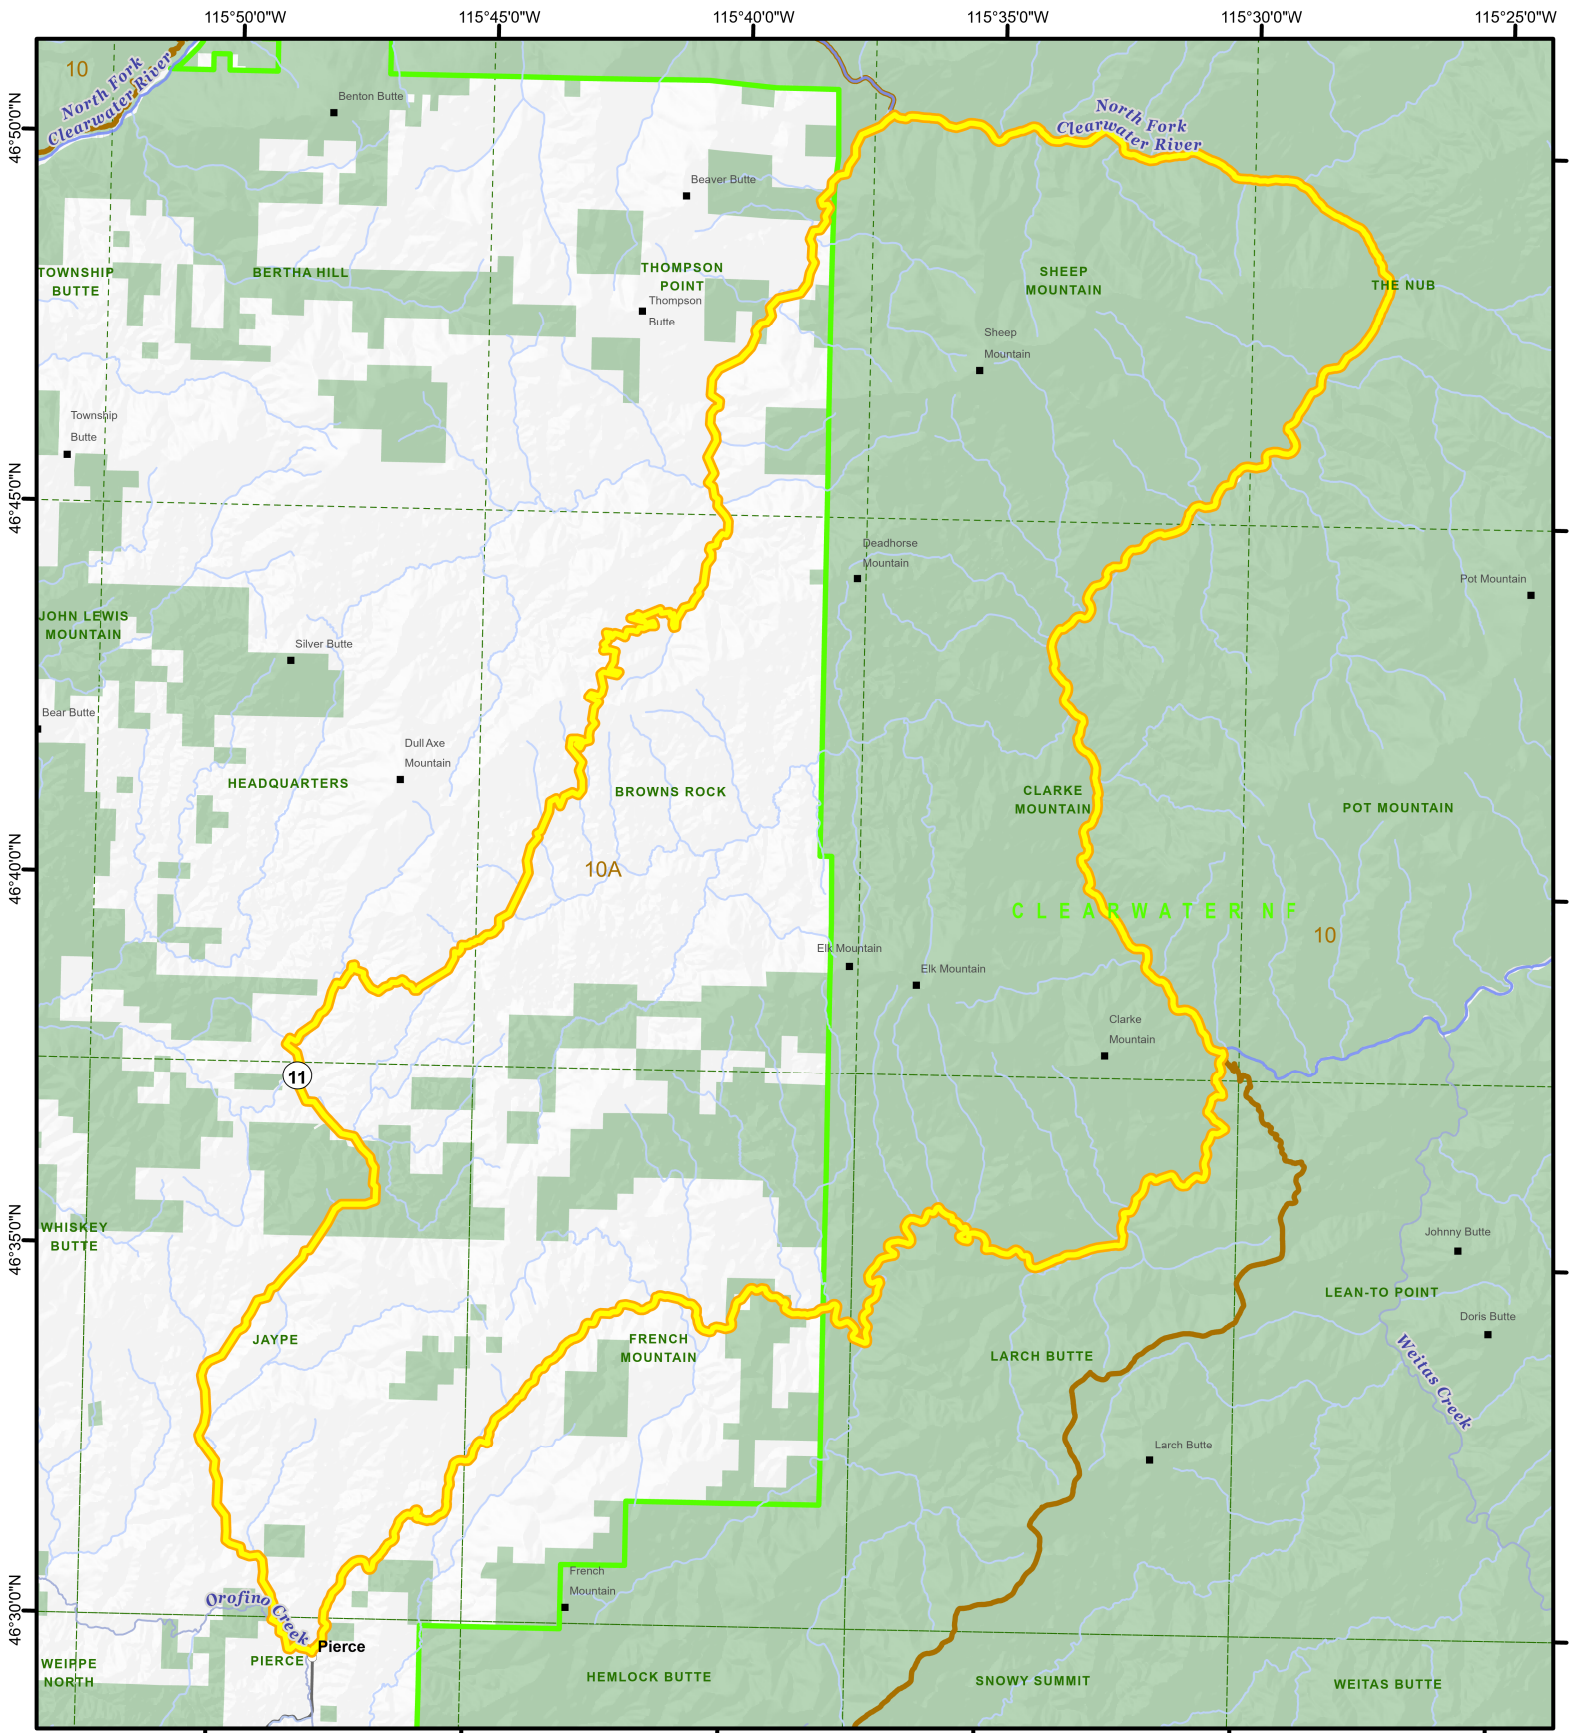 115°50'0"W
115°45'0"W
115°40'0"W
115°35'0"W
115°30'0"W
115°25'0"W
10
North Fork
Clearwater River
Benton Butte
North Fork
Clearwater River
46°50'0"N
Beaver Butte
TOWNSHIP
BUTTE
BERTHA HILL
THOMPSON
POINT
Thompson
Butte
SHEEP
MOUNTAIN
THE NUB
Sheep
Mountain
Township
Butte
46°45'0"N
Deadhorse
Mountain
Pot Mountain
JOHN LEWIS
MOUNTAIN
Silver Butte
Bear Butte
Dull Axe
Mountain
HEADQUARTERS
BROWNS ROCK
CLARKE
MOUNTAIN
POT MOUNTAIN
46°40'0"N
10A
CLEARWATER NF
10
Elk Mountain
Elk Mountain
Clarke
Mountain
11
46°35'0"N
WHISKEY
BUTTE
Johnny Butte
LEAN-TO POINT
Doris Butte
JAYPE
FRENCH
MOUNTAIN
LARCH BUTTE
Weitas Creek
Larch Butte
46°30'0"N
French
Mountain
Orofino Creek
Pierce
PIERCE
WEIPPE
NORTH
HEMLOCK BUTTE
SNOWY SUMMIT
WEITAS BUTTE